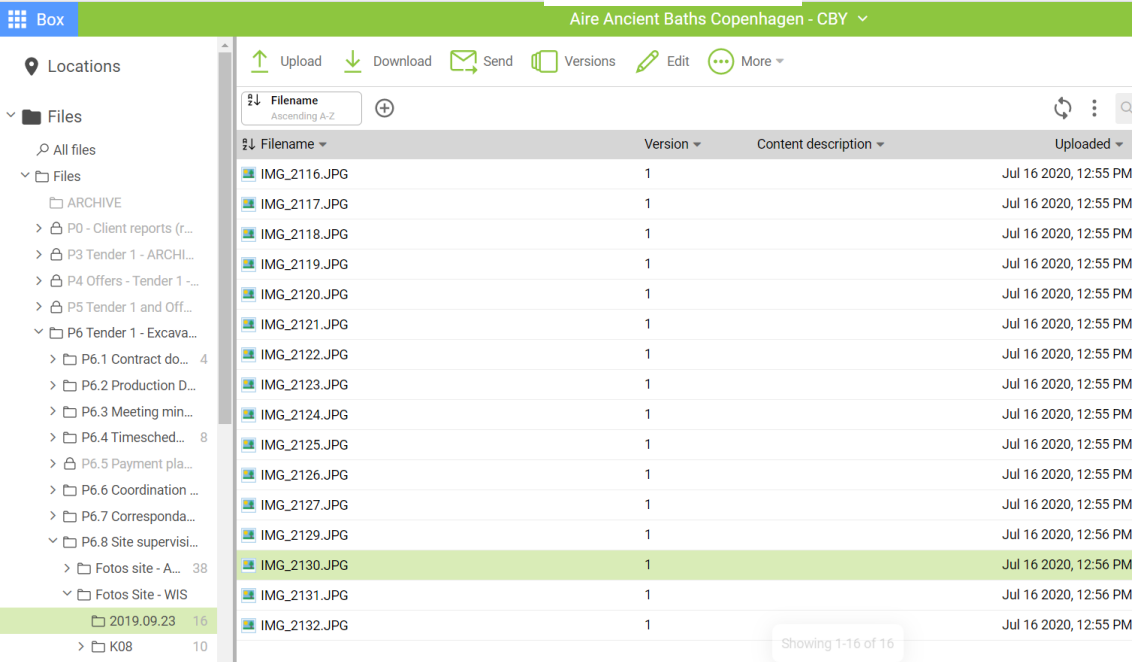 Box
Aire Ancient Baths Copenhagen - CBY
Locations
Files
All files
Files
ARCHIVE
P0 - Client reports (r...
P3 Tender 1 - ARCHI...
P4 Offers - Tender 1 -...
P5 Tender 1 and Off...
P6 Tender 1 - Excava...
P6.1 Contract do... 4
P6.2 Production D...
P6.3 Meeting min...
P6.4 Timesched... 8
P6.5 Payment pla...
P6.6 Coordination ...
P6.7 Corresponda...
P6.8 Site supervisi...
Fotos site - A... 38
Fotos Site - WIS
2019.09.23 16
K08 10
Upload Download Send Versions Edit More
Filename
Ascending A-Z
Filename Version Content description Uploaded
IMG_2116.JPG 1 Jul 16 2020, 12:55 PM
IMG_2117.JPG 1 Jul 16 2020, 12:55 PM
IMG_2118.JPG 1 Jul 16 2020, 12:55 PM
IMG_2119.JPG 1 Jul 16 2020, 12:55 PM
IMG_2120.JPG 1 Jul 16 2020, 12:55 PM
IMG_2121.JPG 1 Jul 16 2020, 12:55 PM
IMG_2122.JPG 1 Jul 16 2020, 12:55 PM
IMG_2123.JPG 1 Jul 16 2020, 12:55 PM
IMG_2124.JPG 1 Jul 16 2020, 12:55 PM
IMG_2125.JPG 1 Jul 16 2020, 12:55 PM
IMG_2126.JPG 1 Jul 16 2020, 12:55 PM
IMG_2127.JPG 1 Jul 16 2020, 12:55 PM
IMG_2129.JPG 1 Jul 16 2020, 12:56 PM
IMG_2130.JPG 1 Jul 16 2020, 12:56 PM
IMG_2131.JPG 1 Jul 16 2020, 12:56 PM
IMG_2132.JPG 1 Jul 16 2020, 12:56 PM
Showing 1-16 of 16